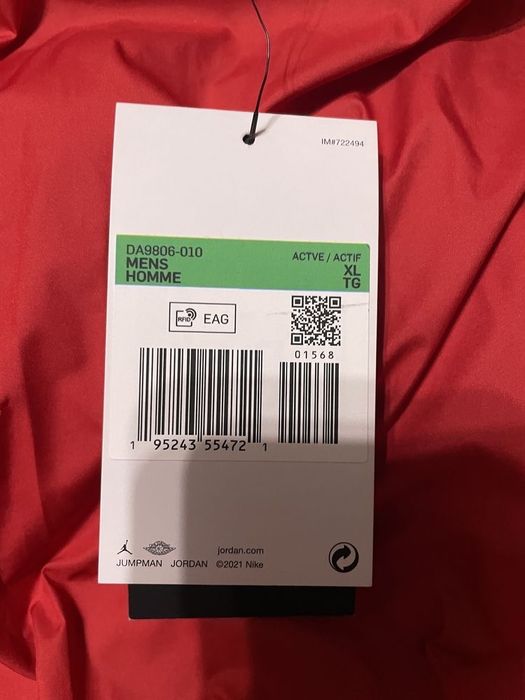 IM#722494
DA9806-010
MENS
HOMME
ACTVE / ACTIF
XL
TG
RFID EAG
01568
1 95243 55472 1
jordan.com
JUMPMAN JORDAN ©2021 Nike